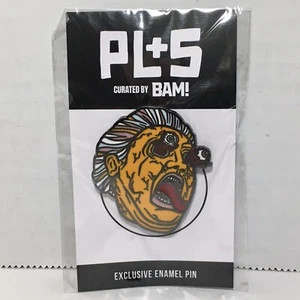 PL+S
CURATED BY BAM!
EXCLUSIVE ENAMEL PIN